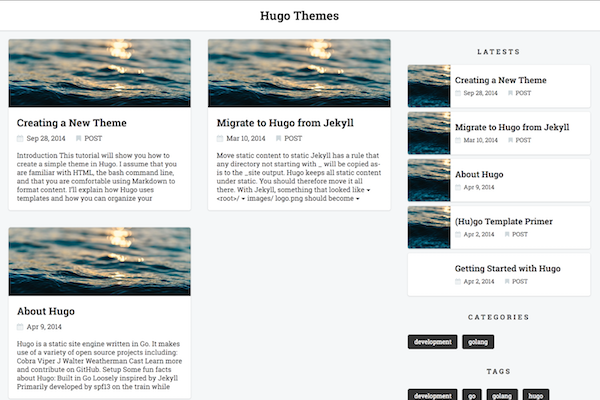 Hugo Themes
Creating a New Theme
Sep 28, 2014 POST
Introduction This tutorial will show you how to
create a simple theme in Hugo. I assume that you
are familiar with HTML, the bash command line,
and that you are comfortable using Markdown to
format content. I'll explain how Hugo uses
templates and how you can organize your
Migrate to Hugo from Jekyll
Mar 10, 2014 POST
Move static content to static Jekyll has a rule that
any directory not starting with _ will be copied as-
is to the _site output. Hugo keeps all static content
under static. You should therefore move it all
there. With Jekyll, something that looked like ▾
<root>/ ▾ images/ logo.png should become ▾
About Hugo
Apr 9, 2014
Hugo is a static site engine written in Go. It makes
use of a variety of open source projects including:
Cobra Viper J Walter Weatherman Cast Learn more
and contribute on GitHub. Setup Some fun facts
about Hugo: Built in Go Loosely inspired by Jekyll
Primarily developed by spf13 on the train while
LATESTS
Creating a New Theme
Sep 28, 2014 POST
Migrate to Hugo from Jekyll
Mar 10, 2014 POST
About Hugo
Apr 9, 2014
(Hu)go Template Primer
Apr 2, 2014 POST
Getting Started with Hugo
Apr 2, 2014 POST
CATEGORIES
development golang
TAGS
development go golang hugo